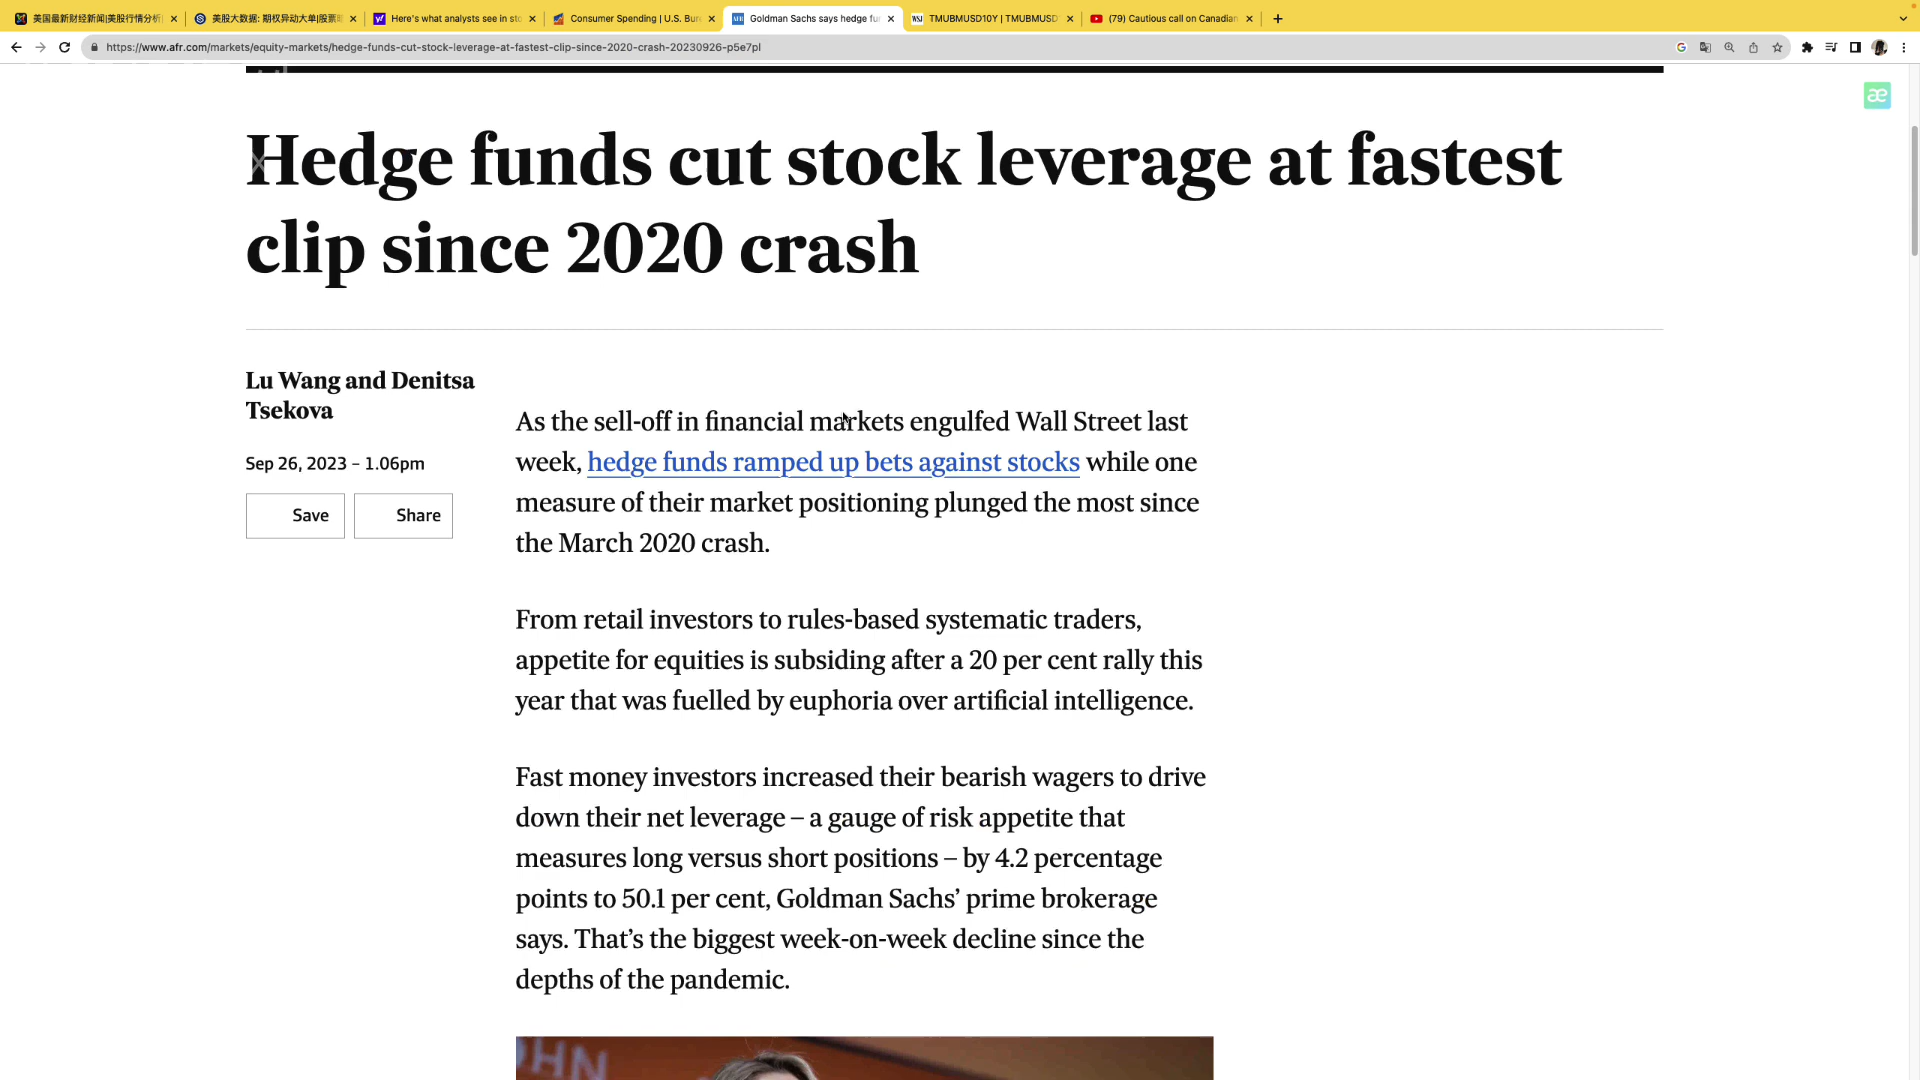 美国最新财经新闻|美股行情分析
美股大数据: 期权异动大单|股票
Here's what analysts see in sto
Consumer Spending | U.S. Bur
Goldman Sachs says hedge fu
TMUBMUSD10Y | TMUBMUSD
(79) Cautious call on Canadian
https://www.afr.com/markets/equity-markets/hedge-funds-cut-stock-leverage-at-fastest-clip-since-2020-crash-20230926-p5e7pl
Hedge funds cut stock leverage at fastest
clip since 2020 crash
Lu Wang and Denitsa
Tsekova
Sep 26, 2023 – 1.06pm
Save
Share
As the sell-off in financial markets engulfed Wall Street last
week, hedge funds ramped up bets against stocks while one
measure of their market positioning plunged the most since
the March 2020 crash.
From retail investors to rules-based systematic traders,
appetite for equities is subsiding after a 20 per cent rally this
year that was fuelled by euphoria over artificial intelligence.
Fast money investors increased their bearish wagers to drive
down their net leverage – a gauge of risk appetite that
measures long versus short positions – by 4.2 percentage
points to 50.1 per cent, Goldman Sachs’ prime brokerage
says. That’s the biggest week-on-week decline since the
depths of the pandemic.
OHN